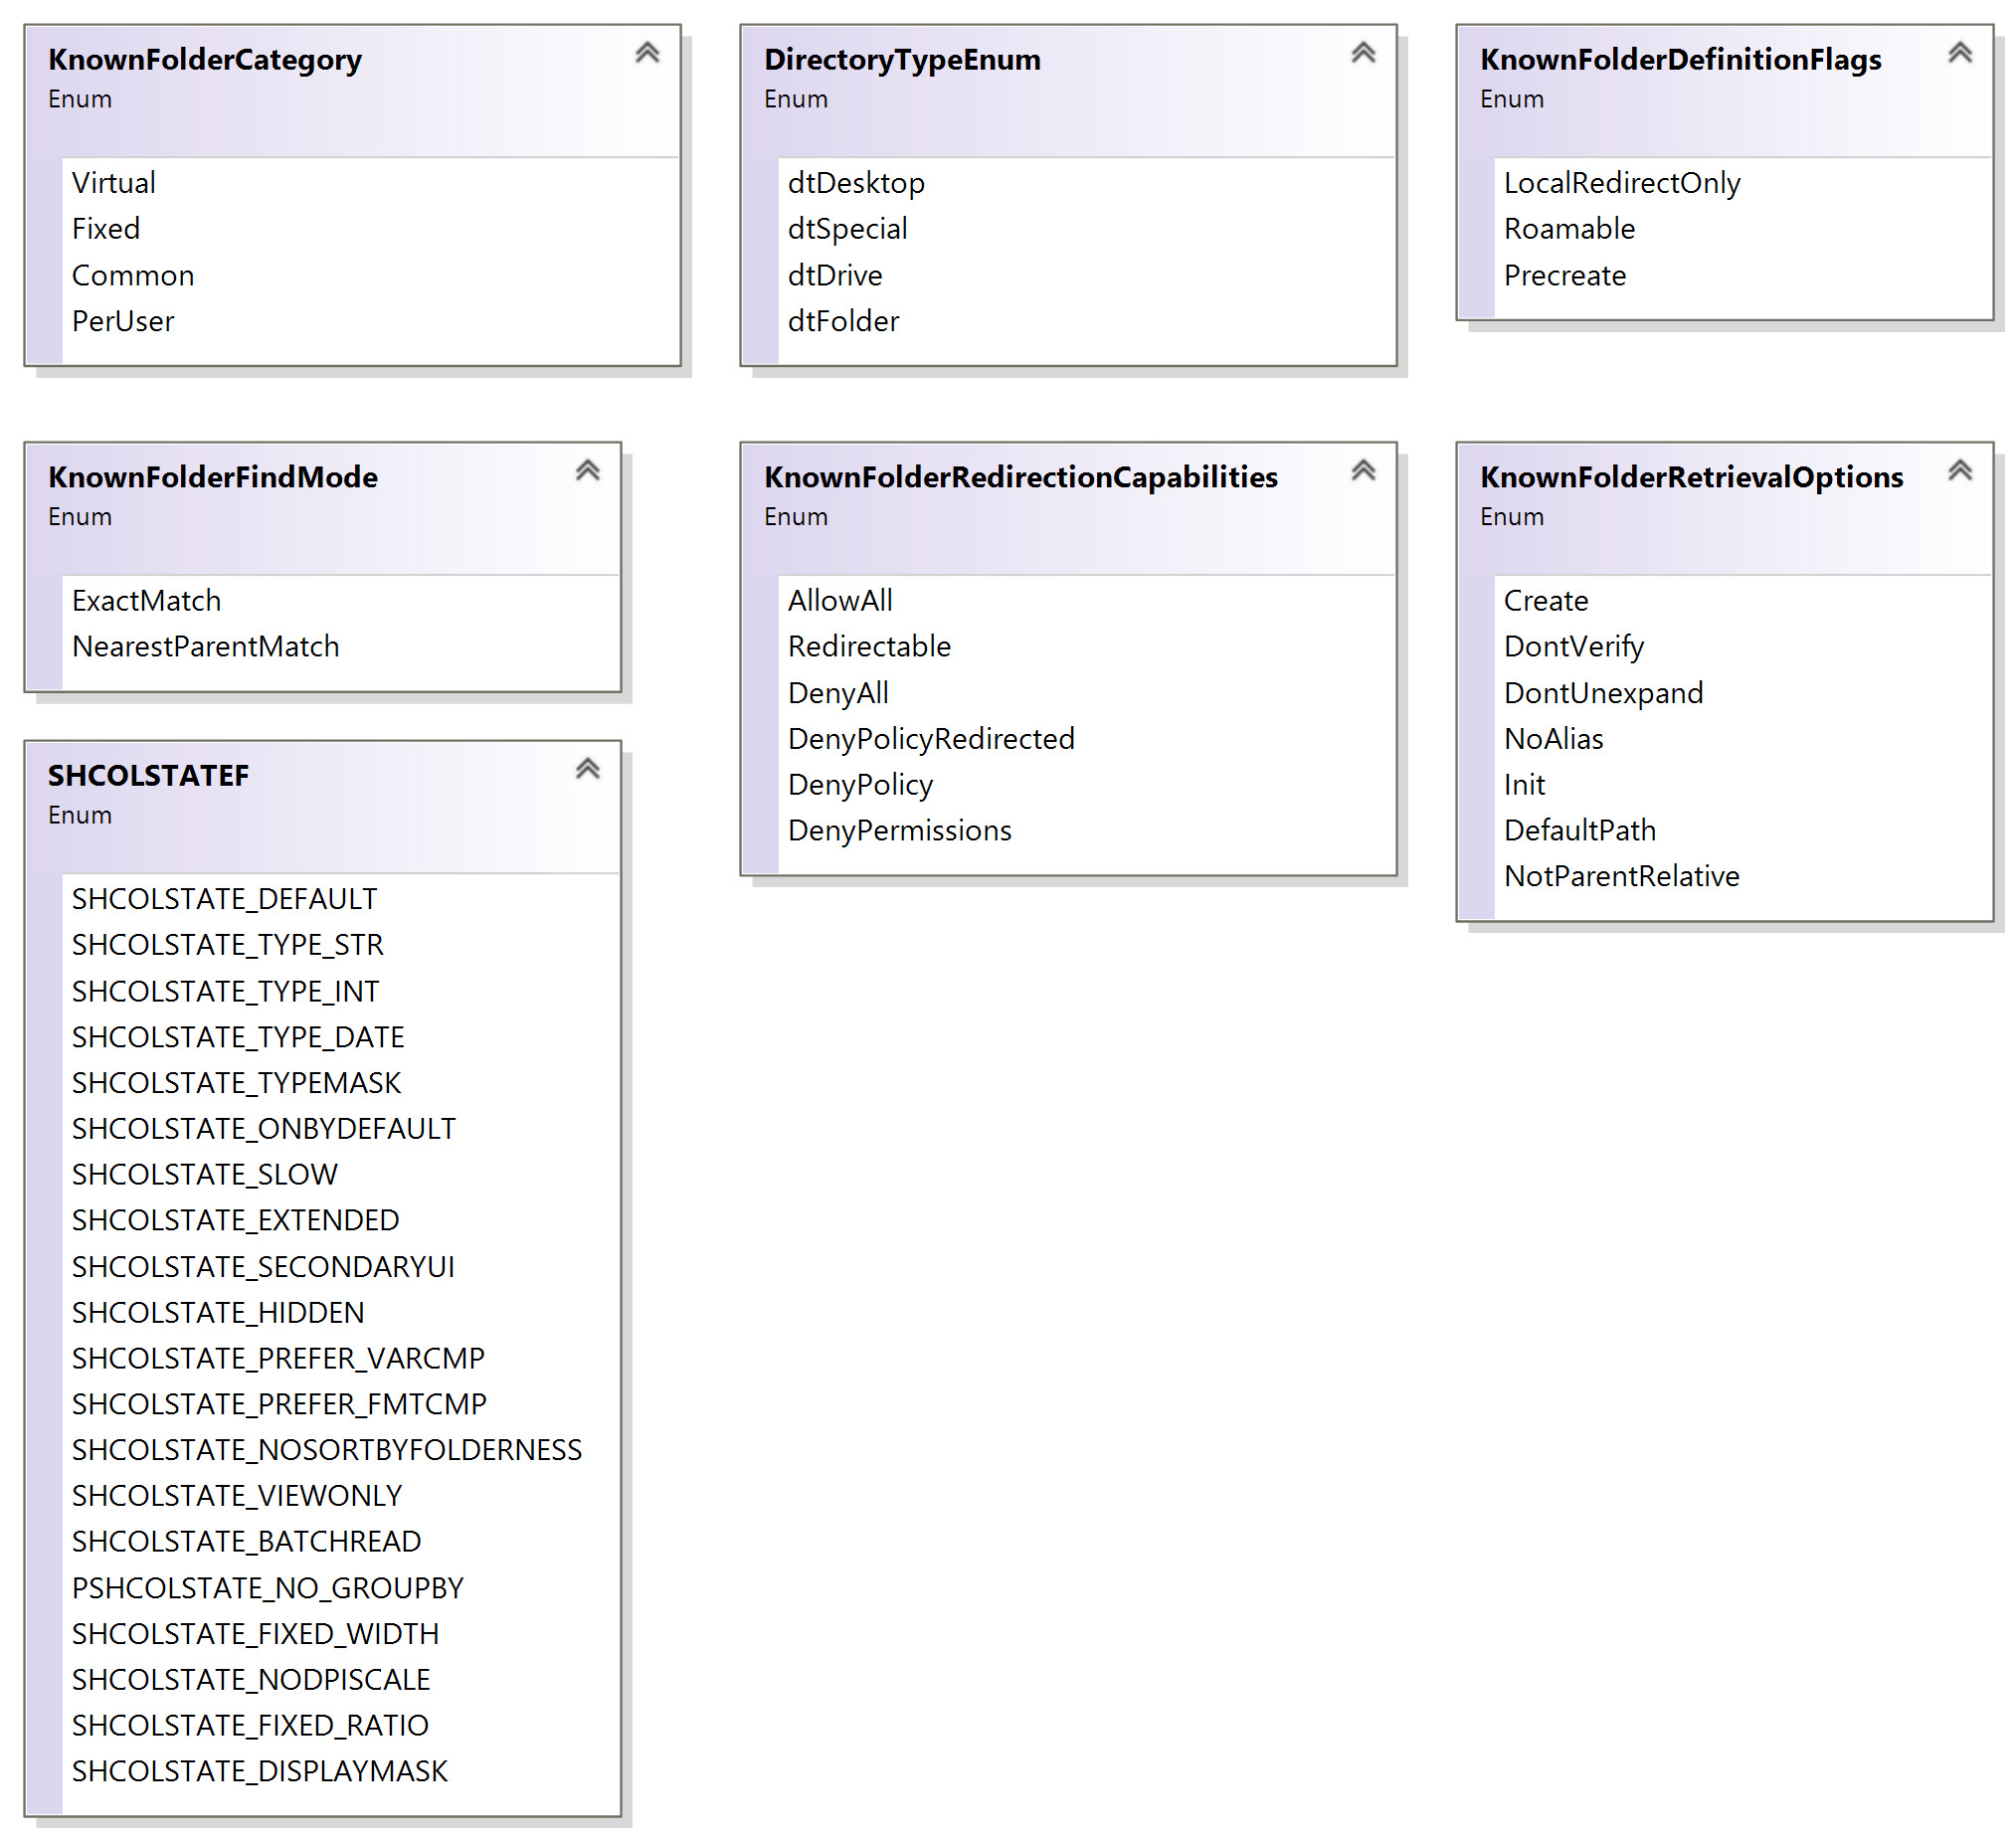 KnownFolderCategory
Enum
Virtual
Fixed
Common
PerUser
DirectoryTypeEnum
Enum
dtDesktop
dtSpecial
dtDrive
dtFolder
KnownFolderDefinitionFlags
Enum
LocalRedirectOnly
Roamable
Precreate
KnownFolderFindMode
Enum
ExactMatch
NearestParentMatch
KnownFolderRedirectionCapabilities
Enum
AllowAll
Redirectable
DenyAll
DenyPolicyRedirected
DenyPolicy
DenyPermissions
KnownFolderRetrievalOptions
Enum
Create
DontVerify
DontUnexpand
NoAlias
Init
DefaultPath
NotParentRelative
SHCOLSTATEF
Enum
SHCOLSTATE_DEFAULT
SHCOLSTATE_TYPE_STR
SHCOLSTATE_TYPE_INT
SHCOLSTATE_TYPE_DATE
SHCOLSTATE_TYPEMASK
SHCOLSTATE_ONBYDEFAULT
SHCOLSTATE_SLOW
SHCOLSTATE_EXTENDED
SHCOLSTATE_SECONDARYUI
SHCOLSTATE_HIDDEN
SHCOLSTATE_PREFER_VARCMP
SHCOLSTATE_PREFER_FMTCMP
SHCOLSTATE_NOSORTBYFOLDERNESS
SHCOLSTATE_VIEWONLY
SHCOLSTATE_BATCHREAD
PSHCOLSTATE_NO_GROUPBY
SHCOLSTATE_FIXED_WIDTH
SHCOLSTATE_NODPISCALE
SHCOLSTATE_FIXED_RATIO
SHCOLSTATE_DISPLAYMASK